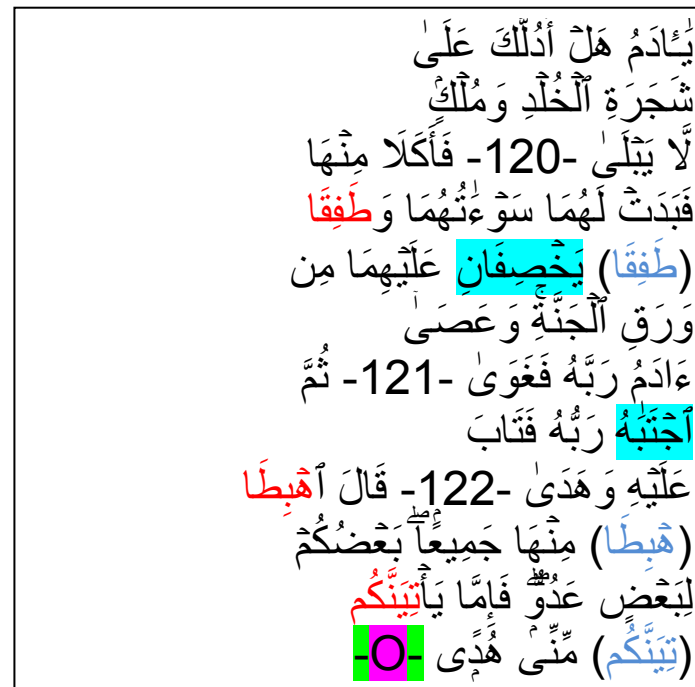 يَٰٓـَٔادَمُ هَلۡ أَدُلُّكَ عَلَىٰ
شَجَرَةِ ٱلۡخُلۡدِ وَمُلۡكٖ
لَّا يَبۡلَىٰ -120- فَأَكَلَا مِنۡهَا
فَبَدَتۡ لَهُمَا سَوۡءَٰتُهُمَا وَطَفِقَا
(طَفِقَا) يَخۡصِفَانِ عَلَيۡهِمَا مِن
وَرَقِ ٱلۡجَنَّةِۚ وَعَصَىٰٓ
ءَادَمُ رَبَّهُ فَغَوَىٰ -121- ثُمَّ
ٱجۡتَبَٰهُ رَبُّهُ فَتَابَ
عَلَيۡهِ وَهَدَىٰ -122- قَالَ ٱهۡبِطَا
(هۡبِطَا) مِنۡهَا جَمِيعَۢاۖ بَعۡضُكُمۡ
لِبَعۡضٍ عَدُوّٞۖ فَإِمَّا يَأۡتِيَنَّكُم
(تِيَنَّكُم) مِّنِّي هُدٗى -O-